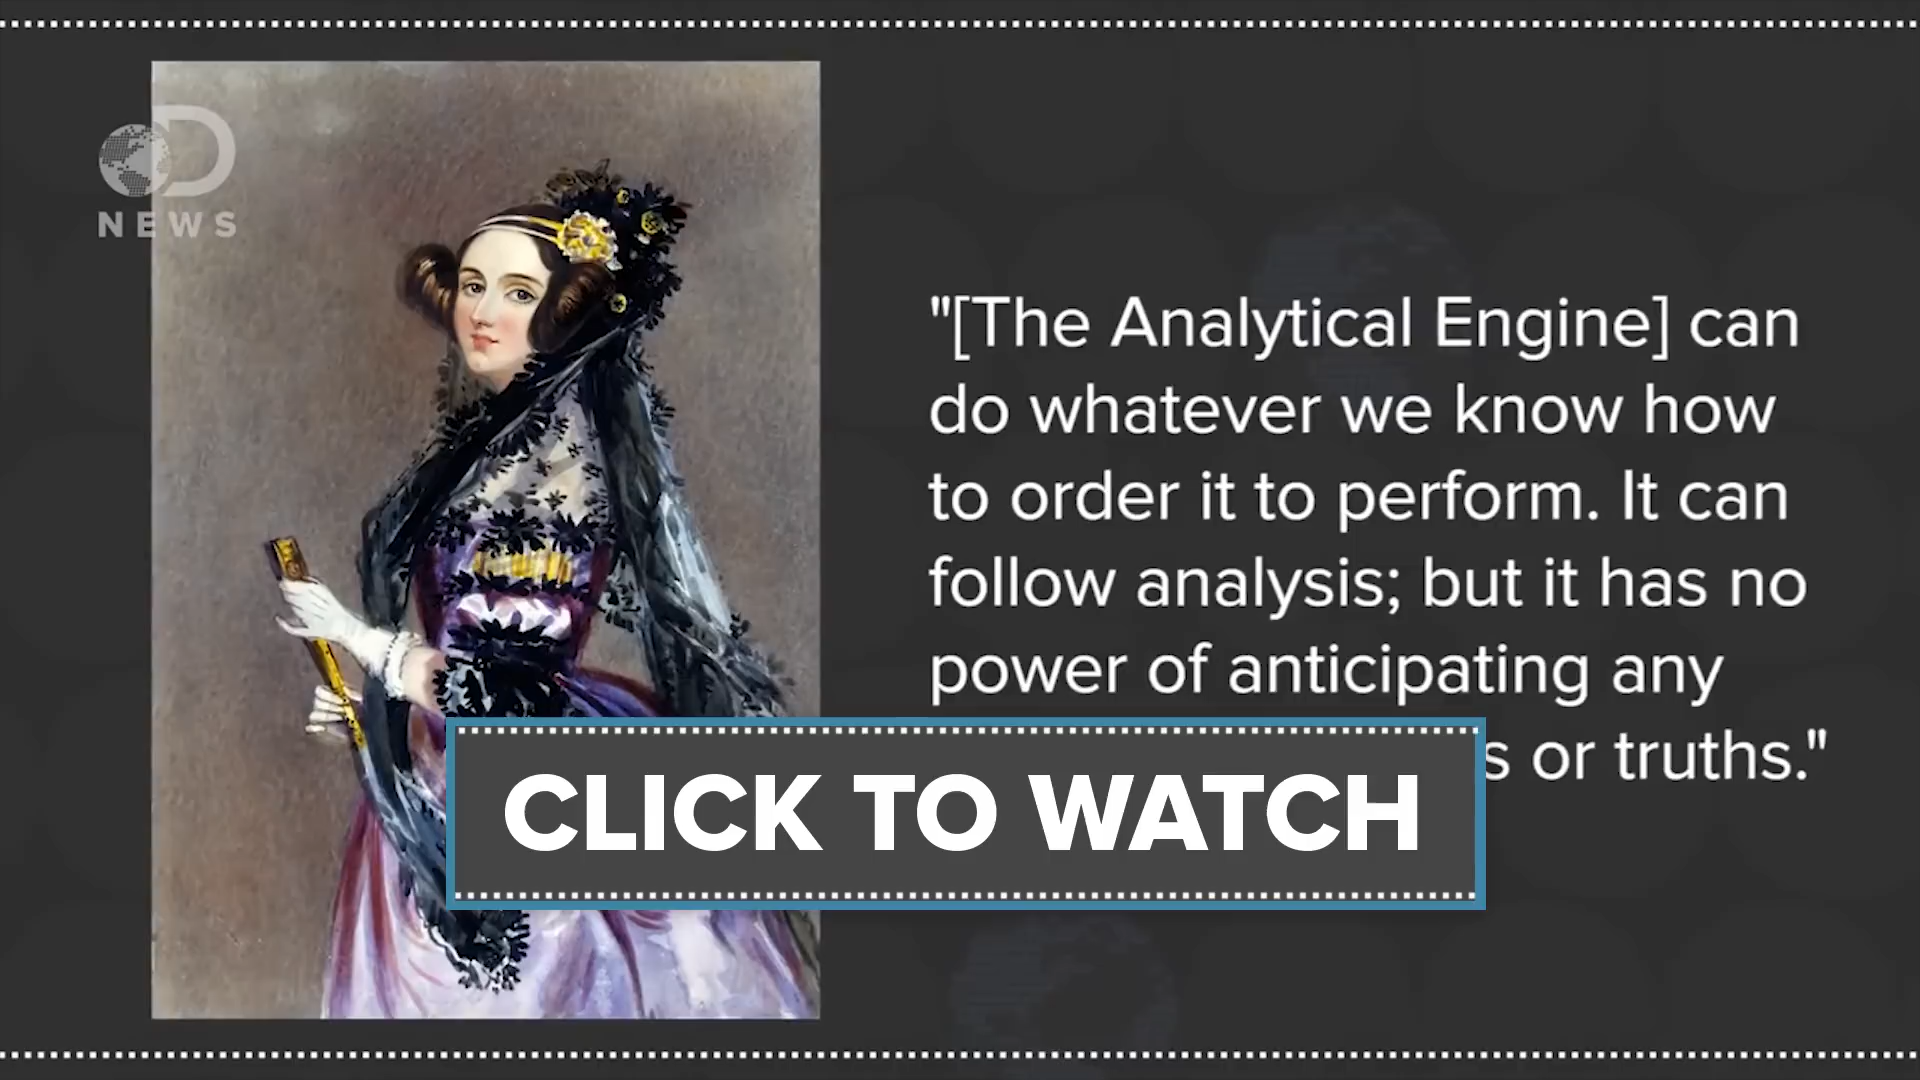 NEWS
"[The Analytical Engine] can
do whatever we know how
to order it to perform. It can
follow analysis; but it has no
power of anticipating any
or truths."
CLICK TO WATCH